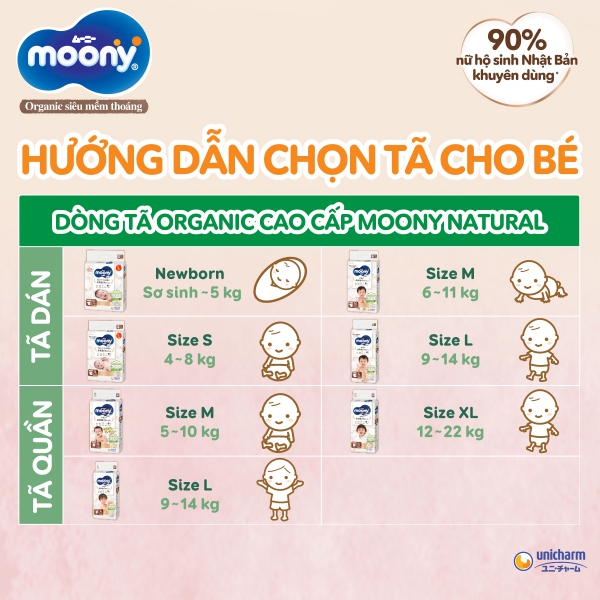 ムーニー
moony®
Organic siêu mềm thoáng
90%
nữ hộ sinh Nhật Bản
khuyên dùng*
HƯỚNG DẪN CHỌN TÃ CHO BÉ
DÒNG TÃ ORGANIC CAO CẤP MOONY NATURAL
TÃ DÁN
Newborn
Sơ sinh ~5 kg
Size M
6~11 kg
Size S
4~8 kg
Size L
9~14 kg
TÃ QUẦN
Size M
5~10 kg
Size XL
12~22 kg
Size L
9~14 kg
unicharm
ユニ・チャーム